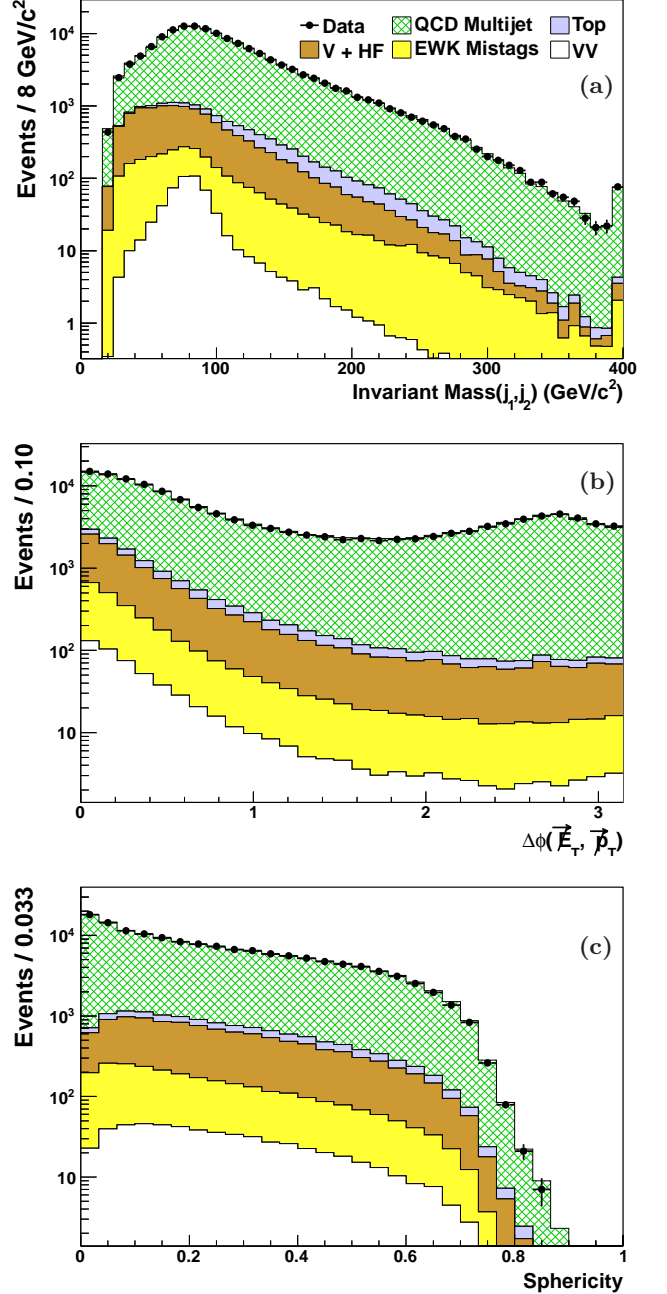 Data QCD Multijet Top
V + HF EWK Mistags VV
(a)
Events / 8 GeV/c²
10⁴
10³
10²
10
1
0 100 200 300 400
Invariant Mass(j₁,j₂) (GeV/c²)
(b)
Events / 0.10
10⁴
10³
10²
10
0 1 2 3
Δϕ(E̸_T, p̸_T)
(c)
Events / 0.033
10⁴
10³
10²
10
0 0.2 0.4 0.6 0.8 1
Sphericity